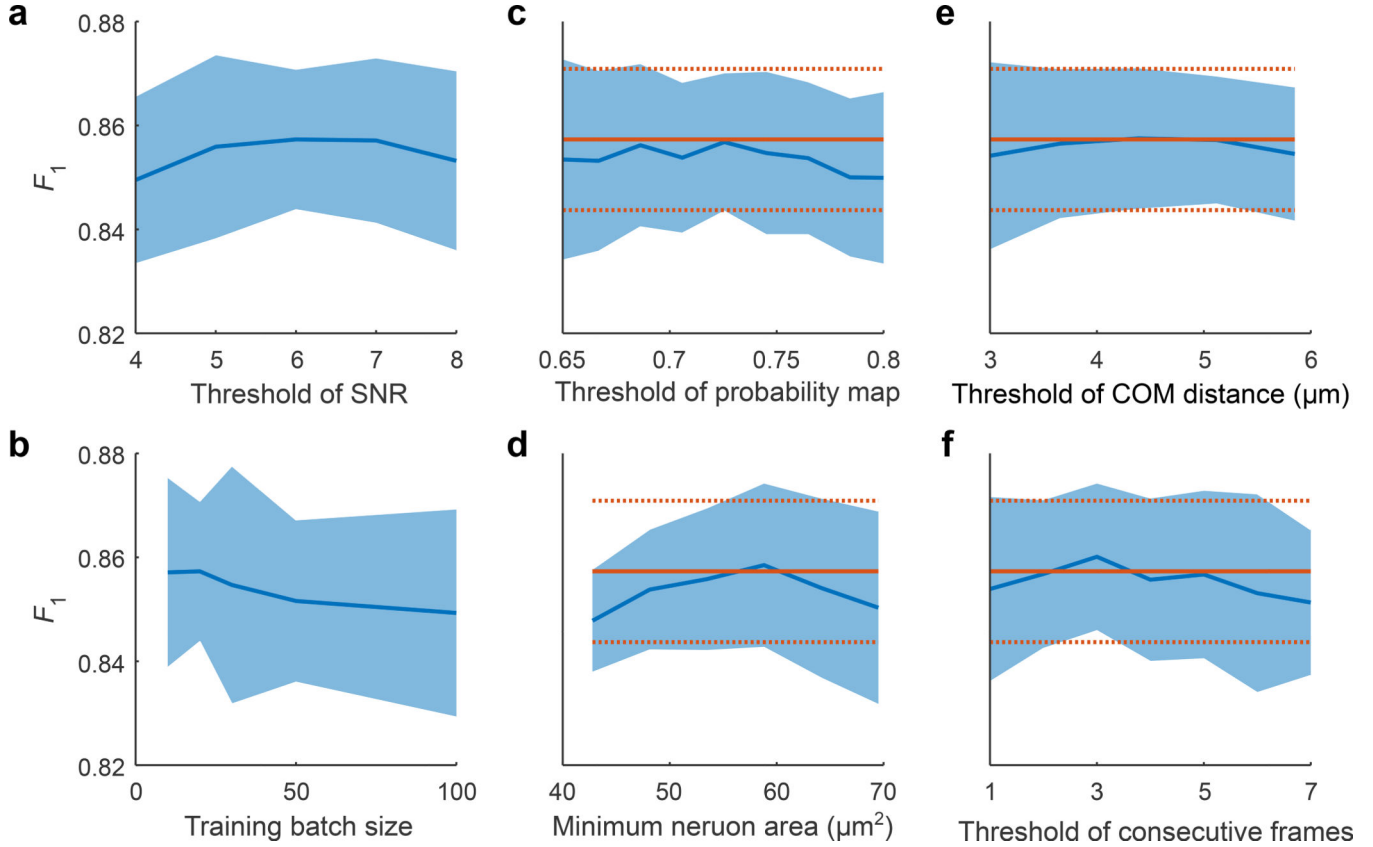 a
0.88
0.86
0.84
0.82
F1
4 5 6 7 8
Threshold of SNR
c
0.65 0.7 0.75 0.8
Threshold of probability map
e
3 4 5 6
Threshold of COM distance (µm)
b
0.88
0.86
0.84
0.82
F1
0 50 100
Training batch size
d
40 50 60 70
Minimum neruon area (µm²)
f
1 3 5 7
Threshold of consecutive frames